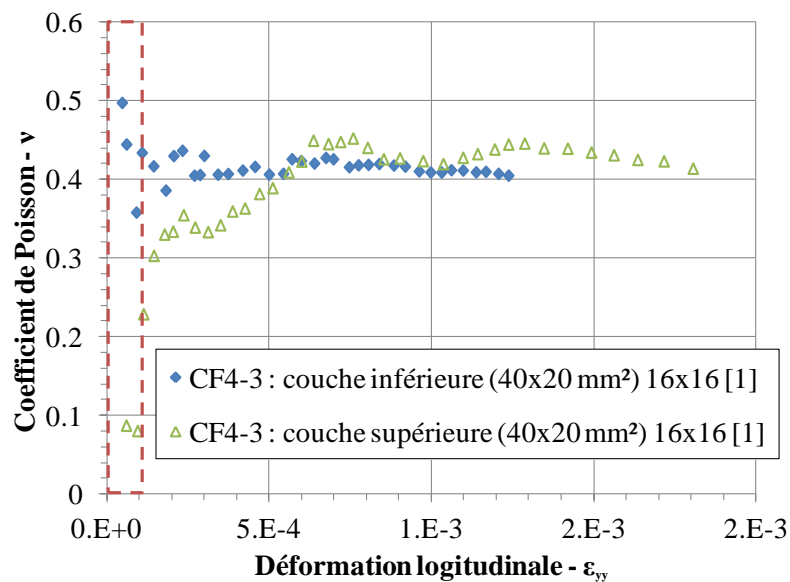 0.6
0.5
0.4
0.3
0.2
0.1
0
Coefficient de Poisson - ν
CF4-3 : couche inférieure (40x20 mm²) 16x16 [1]
CF4-3 : couche supérieure (40x20 mm²) 16x16 [1]
0.E+0 5.E-4 1.E-3 2.E-3 2.E-3
Déformation logitudinale - εyy